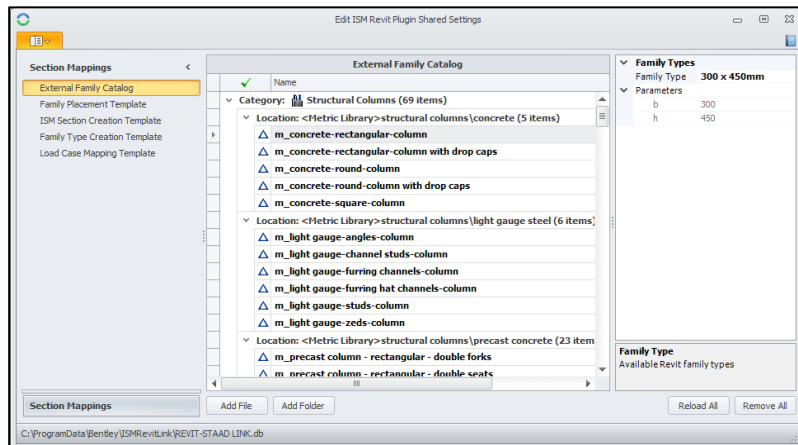 Edit ISM Revit Plugin Shared Settings
Section Mappings
External Family Catalog
Family Placement Template
ISM Section Creation Template
Family Type Creation Template
Load Case Mapping Template
Section Mappings
External Family Catalog
Name
Category: Structural Columns (69 items)
Location: <Metric Library>structural columns\concrete (5 items)
m_concrete-rectangular-column
m_concrete-rectangular-column with drop caps
m_concrete-round-column
m_concrete-round-column with drop caps
m_concrete-square-column
Location: <Metric Library>structural columns\light gauge steel (6 items)
m_light gauge-angles-column
m_light gauge-channel studs-column
m_light gauge-furring channels-column
m_light gauge-furring hat channels-column
m_light gauge-studs-column
m_light gauge-zeds-column
Location: <Metric Library>structural columns\precast concrete (23 item
m_precast column - rectangular - double forks
m_precast column - rectangular - double seats
Add File Add Folder
Family Types
Family Type 300 x 450mm
Parameters
b 300
h 450
Family Type
Available Revit family types
Reload All Remove All
C:\ProgramData\Bentley\ISMRevitLink\REVIT-STAAD LINK.db